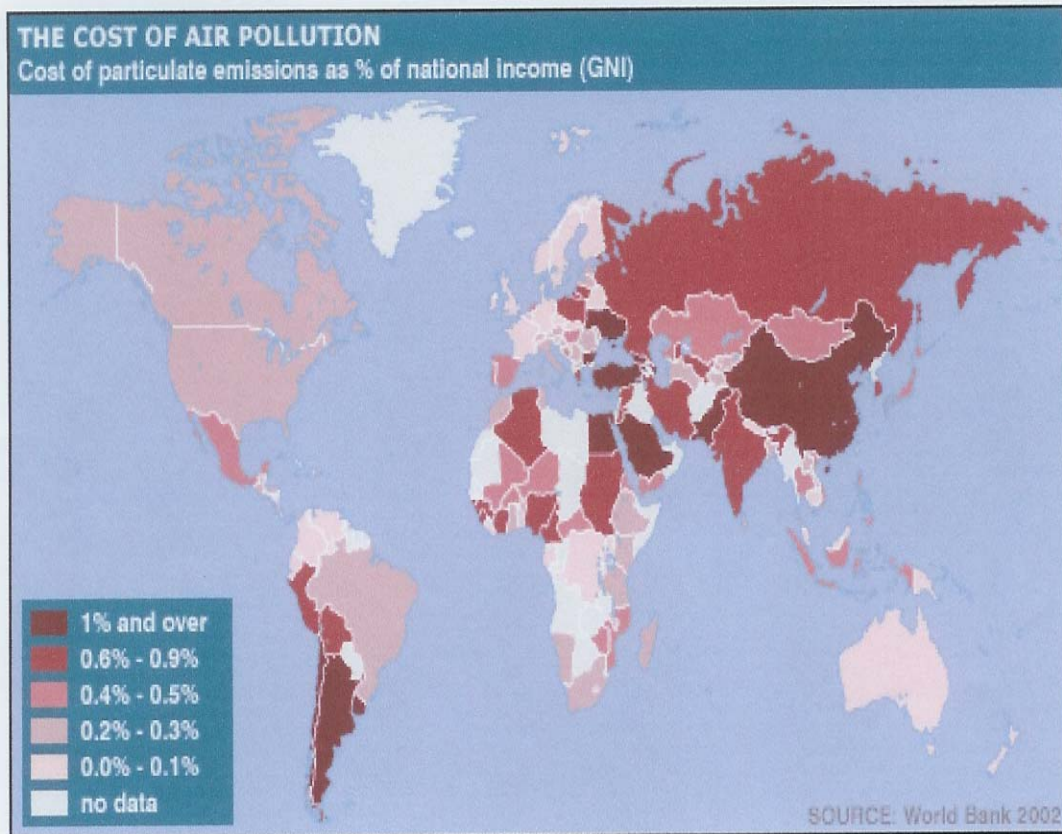 THE COST OF AIR POLLUTION
Cost of particulate emissions as % of national income (GNI)
1% and over
0.6% - 0.9%
0.4% - 0.5%
0.2% - 0.3%
0.0% - 0.1%
no data
SOURCE: World Bank 2002